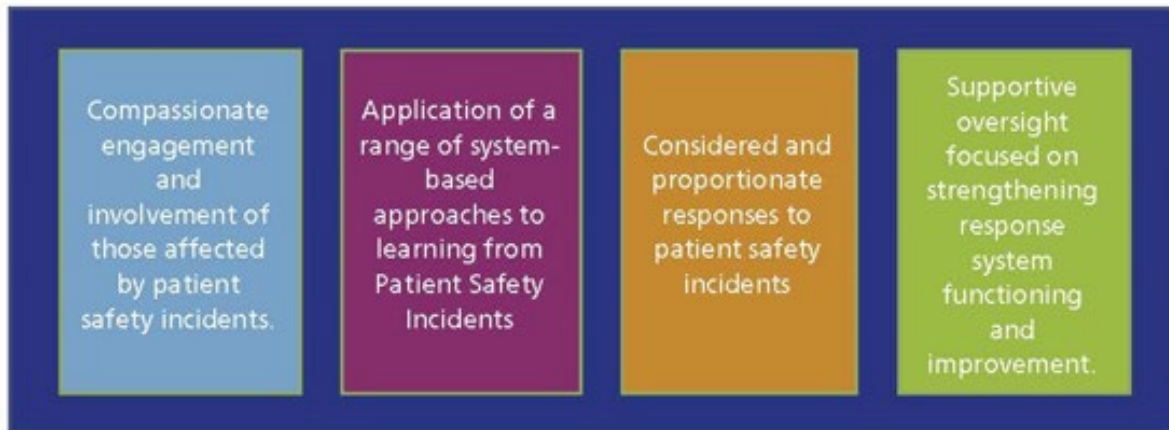 Compassionate
engagement
and
involvement of
those affected
by patient
safety incidents.
Application of a
range of system-
based
approaches to
learning from
Patient Safety
Incidents
Considered and
proportionate
responses to
patient safety
incidents
Supportive
oversight
focused on
strengthening
response
system
functioning
and
improvement.